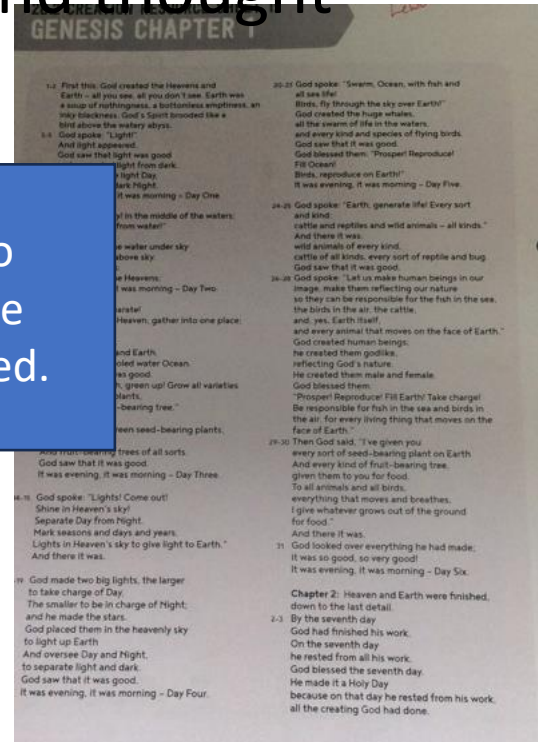 nd thought
GENESIS CHAPTER 1
o
e
ed.
1-2 First this: God created the Heavens and
Earth – all you see, all you don't see. Earth was
a soup of nothingness, a bottomless emptiness, an
inky blackness. God's Spirit brooded like a
bird above the watery abyss.
3-5 God spoke: "Light!"
And light appeared.
God saw that light was good
light from dark.
light Day,
dark Night.
it was morning – Day One
in the middle of the waters;
from water!"
water under sky
above sky.
e Heavens;
t was morning – Day Two.
parate!
Heaven, gather into one place;
and Earth.
pooled water Ocean.
as good.
h, green up! Grow all varieties
plants,
-bearing tree."
reen seed-bearing plants,
And fruit-bearing trees of all sorts.
God saw that it was good.
It was evening, it was morning – Day Three.
God spoke: "Lights! Come out!
Shine in Heaven's sky!
Separate Day from Night.
Mark seasons and days and years,
Lights in Heaven's sky to give light to Earth."
And there it was.
God made two big lights, the larger
to take charge of Day,
The smaller to be in charge of Night;
and he made the stars.
God placed them in the heavenly sky
to light up Earth
And oversee Day and Night,
to separate light and dark.
God saw that it was good.
It was evening, it was morning – Day Four.
20-23 God spoke: "Swarm, Ocean, with fish and
all sea life!
Birds, fly through the sky over Earth!"
God created the huge whales,
all the swarm of life in the waters,
and every kind and species of flying birds.
God saw that it was good.
God blessed them: "Prosper! Reproduce!
Fill Ocean!
Birds, reproduce on Earth!"
It was evening, it was morning – Day Five.
24-25 God spoke: "Earth, generate life! Every sort
and kind:
cattle and reptiles and wild animals – all kinds."
And there it was:
wild animals of every kind,
cattle of all kinds, every sort of reptile and bug.
God saw that it was good.
26-28 God spoke: "Let us make human beings in our
image, make them reflecting our nature
so they can be responsible for the fish in the sea,
the birds in the air, the cattle,
and, yes, Earth itself,
and every animal that moves on the face of Earth."
God created human beings;
he created them godlike,
reflecting God's nature.
He created them male and female.
God blessed them:
"Prosper! Reproduce! Fill Earth! Take charge!
Be responsible for fish in the sea and birds in
the air, for every living thing that moves on the
face of Earth."
29-30 Then God said, "I've given you
every sort of seed-bearing plant on Earth
And every kind of fruit-bearing tree,
given them to you for food.
To all animals and all birds,
everything that moves and breathes,
I give whatever grows out of the ground
for food."
And there it was.
31 God looked over everything he had made;
it was so good, so very good!
It was evening, it was morning – Day Six.
Chapter 2: Heaven and Earth were finished,
down to the last detail.
2-3 By the seventh day
God had finished his work.
On the seventh day
he rested from all his work.
God blessed the seventh day.
He made it a Holy Day
because on that day he rested from his work,
all the creating God had done.